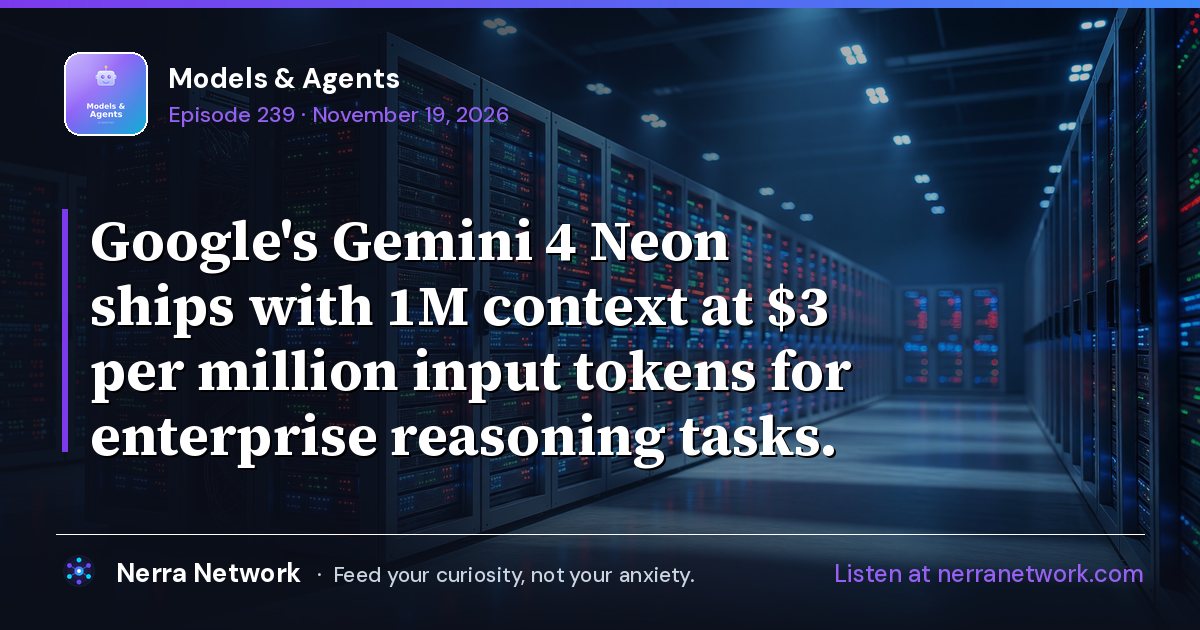 Models &
Agents
Models & Agents
Episode 239 · November 19, 2026
Google's Gemini 4 Neon
ships with 1M context at $3
per million input tokens for
enterprise reasoning tasks.
Nerra Network · Feed your curiosity, not your anxiety.
Listen at nerranetwork.com